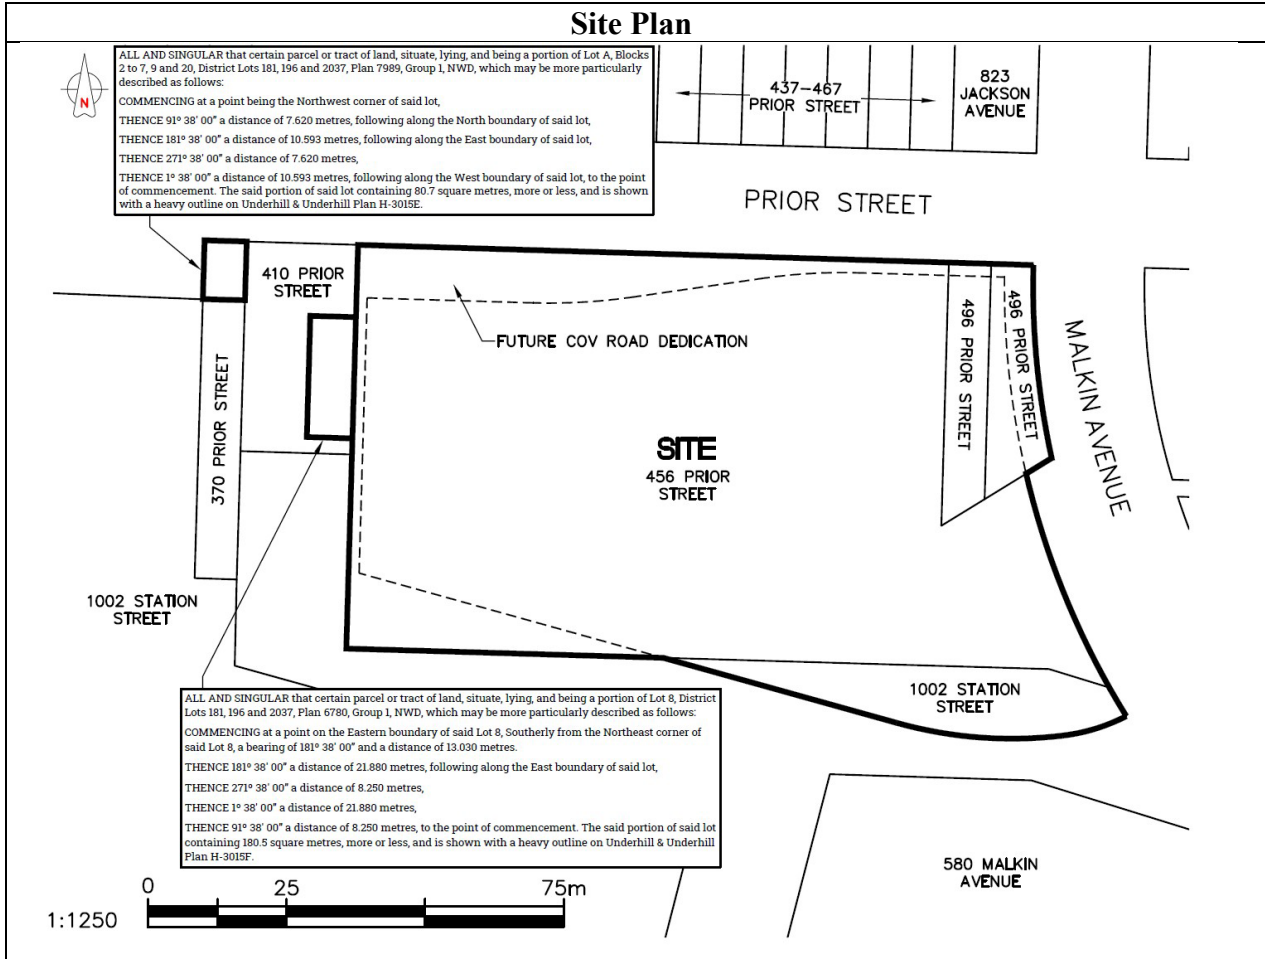 Site Plan
ALL AND SINGULAR that certain parcel or tract of land, situate, lying, and being a portion of Lot A, Blocks
2 to 7, 9 and 20, District Lots 181, 196 and 2037, Plan 7989, Group 1, NWD, which may be more particularly
described as follows:
COMMENCING at a point being the Northwest corner of said lot,
THENCE 91º 38' 00" a distance of 7.620 metres, following along the North boundary of said lot,
THENCE 181º 38' 00" a distance of 10.593 metres, following along the East boundary of said lot,
THENCE 271º 38' 00" a distance of 7.620 metres,
THENCE 1º 38' 00" a distance of 10.593 metres, following along the West boundary of said lot, to the point
of commencement. The said portion of said lot containing 80.7 square metres, more or less, and is shown
with a heavy outline on Underhill & Underhill Plan H-3015E.
N
437-467
PRIOR STREET
823
JACKSON
AVENUE
PRIOR STREET
410 PRIOR
STREET
FUTURE COV ROAD DEDICATION
496 PRIOR STREET
496 PRIOR STREET
MALKIN AVENUE
370 PRIOR STREET
SITE
456 PRIOR
STREET
1002 STATION
STREET
1002 STATION
STREET
ALL AND SINGULAR that certain parcel or tract of land, situate, lying, and being a portion of Lot 8, District
Lots 181, 196 and 2037, Plan 6780, Group 1, NWD, which may be more particularly described as follows:
COMMENCING at a point on the Eastern boundary of said Lot 8, Southerly from the Northeast corner of
said Lot 8, a bearing of 181º 38' 00" and a distance of 13.030 metres.
THENCE 181º 38' 00" a distance of 21.880 metres, following along the East boundary of said lot,
THENCE 271º 38' 00" a distance of 8.250 metres,
THENCE 1º 38' 00" a distance of 21.880 metres,
THENCE 91º 38' 00" a distance of 8.250 metres, to the point of commencement. The said portion of said lot
containing 180.5 square metres, more or less, and is shown with a heavy outline on Underhill & Underhill
Plan H-3015F.
580 MALKIN
AVENUE
0 25 75m
1:1250